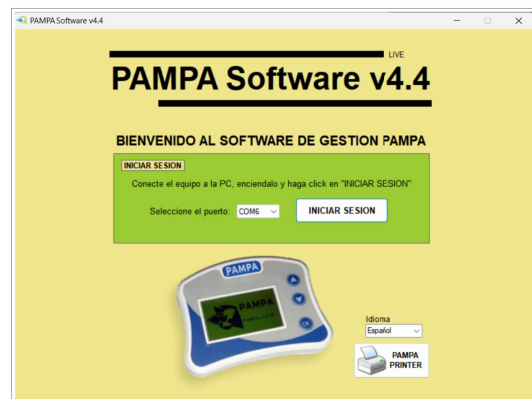 PAMPA Software v4.4
LIVE
PAMPA Software v4.4
BIENVENIDO AL SOFTWARE DE GESTION PAMPA
INICIAR SESION
Conecte el equipo a la PC, enciendalo y haga click en "INICIAR SESION"
Seleccione el puerto: COM6 INICIAR SESION
PAMPA
PAMPA
OK
Idioma
Español
PAMPA
PRINTER